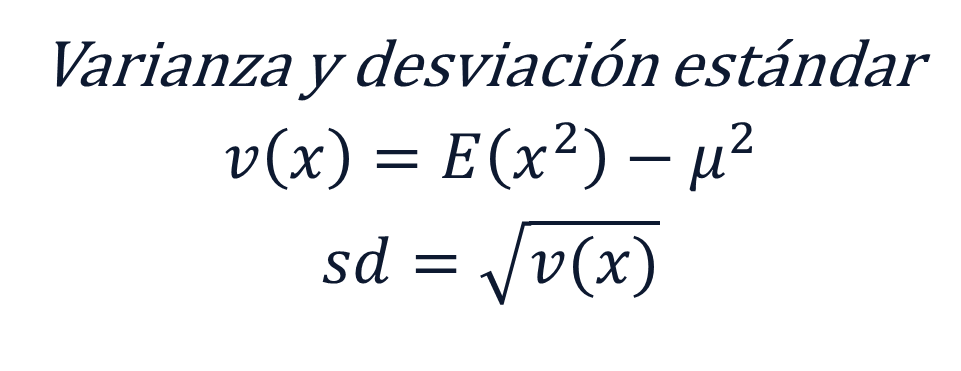 Varianza y desviación estándar
v(x) = E(x²) − μ²
sd = √v(x)